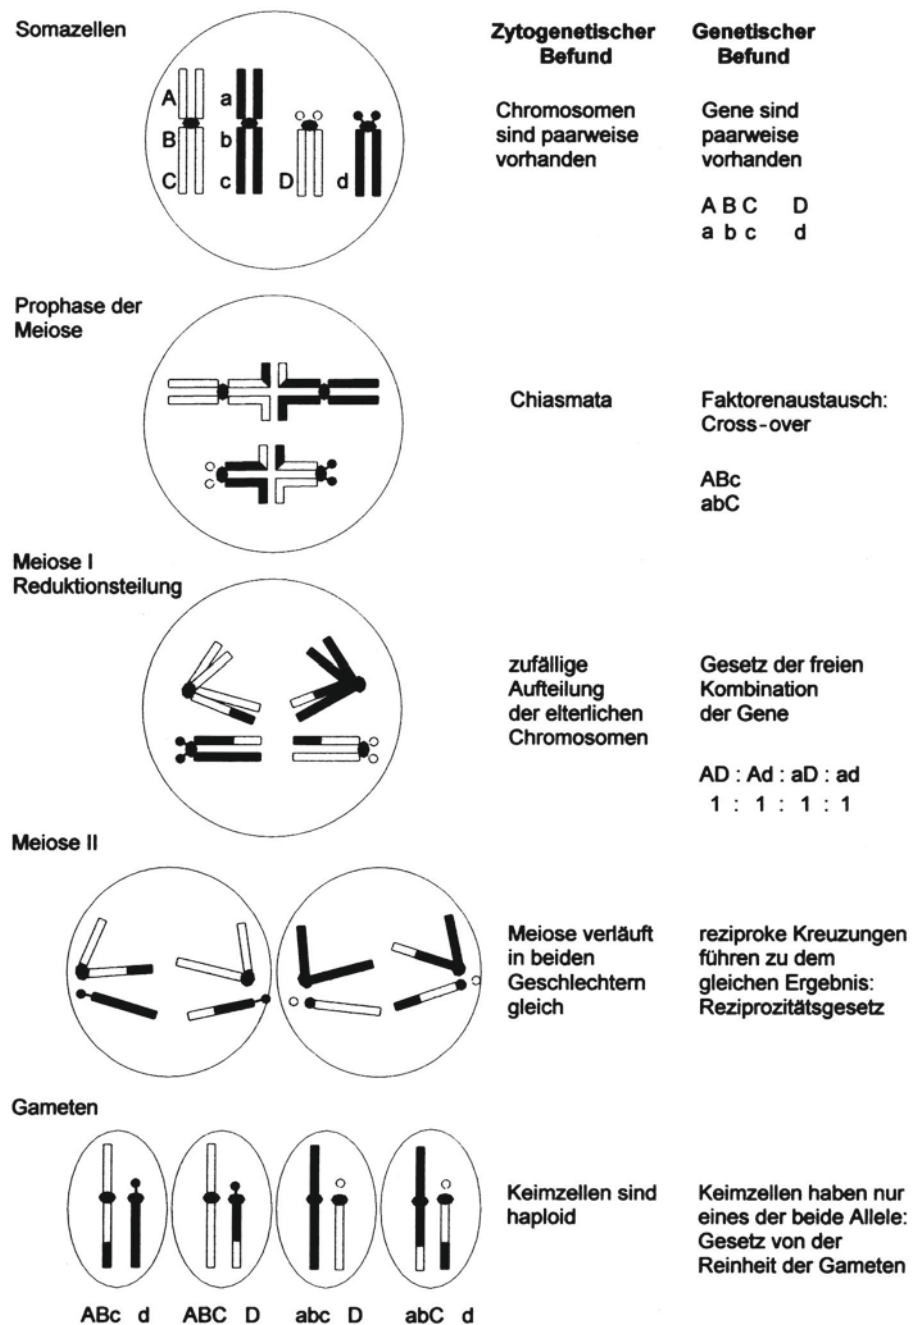 Somazellen
Zytogenetischer
Befund
Genetischer
Befund
A
a
B
b
C
c
D
d
Chromosomen
sind paarweise
vorhanden
Gene sind
paarweise
vorhanden
A B C D
a b c d
Prophase der
Meiose
Chiasmata
Faktorenaustausch:
Cross-over
ABc
abC
Meiose I
Reduktionsteilung
zufällige
Aufteilung
der elterlichen
Chromosomen
Gesetz der freien
Kombination
der Gene
AD : Ad : aD : ad
1 : 1 : 1 : 1
Meiose II
Meiose verläuft
in beiden
Geschlechtern
gleich
reziproke Kreuzungen
führen zu dem
gleichen Ergebnis:
Reziprozitätsgesetz
Gameten
Keimzellen sind
haploid
Keimzellen haben nur
eines der beide Allele:
Gesetz von der
Reinheit der Gameten
ABc d
ABC D
abc D
abC d